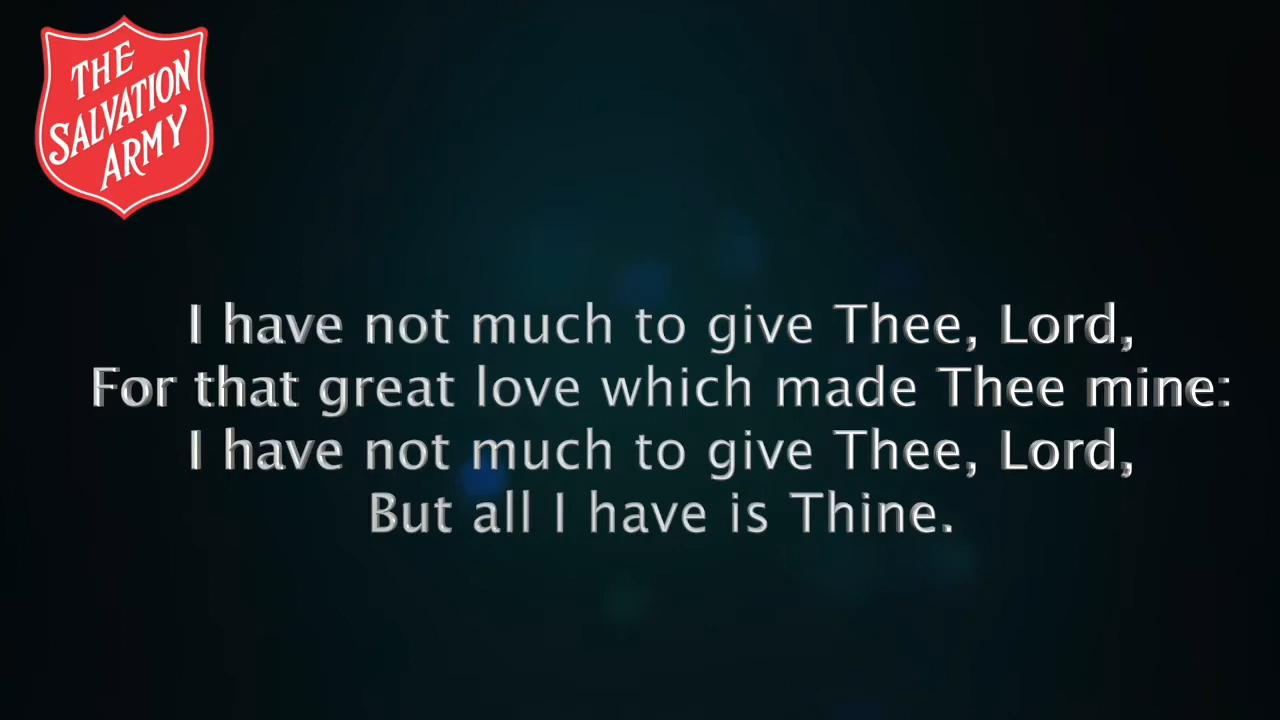 THE
SALVATION
ARMY
I have not much to give Thee, Lord,
For that great love which made Thee mine:
I have not much to give Thee, Lord,
But all I have is Thine.